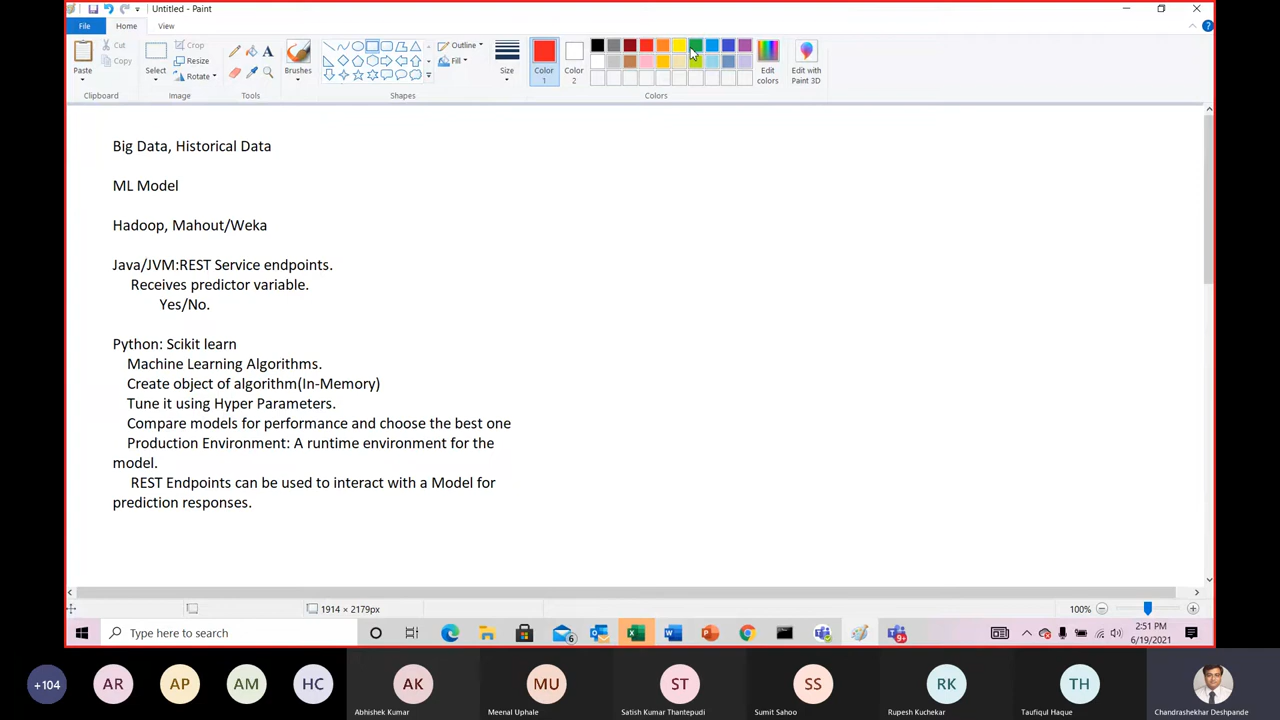 Untitled - Paint
File
Home
View
Paste
Cut
Copy
Clipboard
Select
Crop
Resize
Rotate
Image
A
Tools
Brushes
Outline
Fill
Shapes
Size
Color 1
Color 2
Colors
Edit colors
Edit with Paint 3D
Big Data, Historical Data
ML Model
Hadoop, Mahout/Weka
Java/JVM:REST Service endpoints.
Receives predictor variable.
Yes/No.
Python: Scikit learn
Machine Learning Algorithms.
Create object of algorithm(In-Memory)
Tune it using Hyper Parameters.
Compare models for performance and choose the best one
Production Environment: A runtime environment for the
model.
REST Endpoints can be used to interact with a Model for
prediction responses.
1914 × 2179px
100%
Type here to search
6
9+
2:51 PM
6/19/2021
+104
AR
AP
AM
HC
AK
Abhishek Kumar
MU
Meenal Uphale
ST
Satish Kumar Thantepudi
SS
Sumit Sahoo
RK
Rupesh Kuchekar
TH
Taufiqul Haque
Chandrashekhar Deshpande